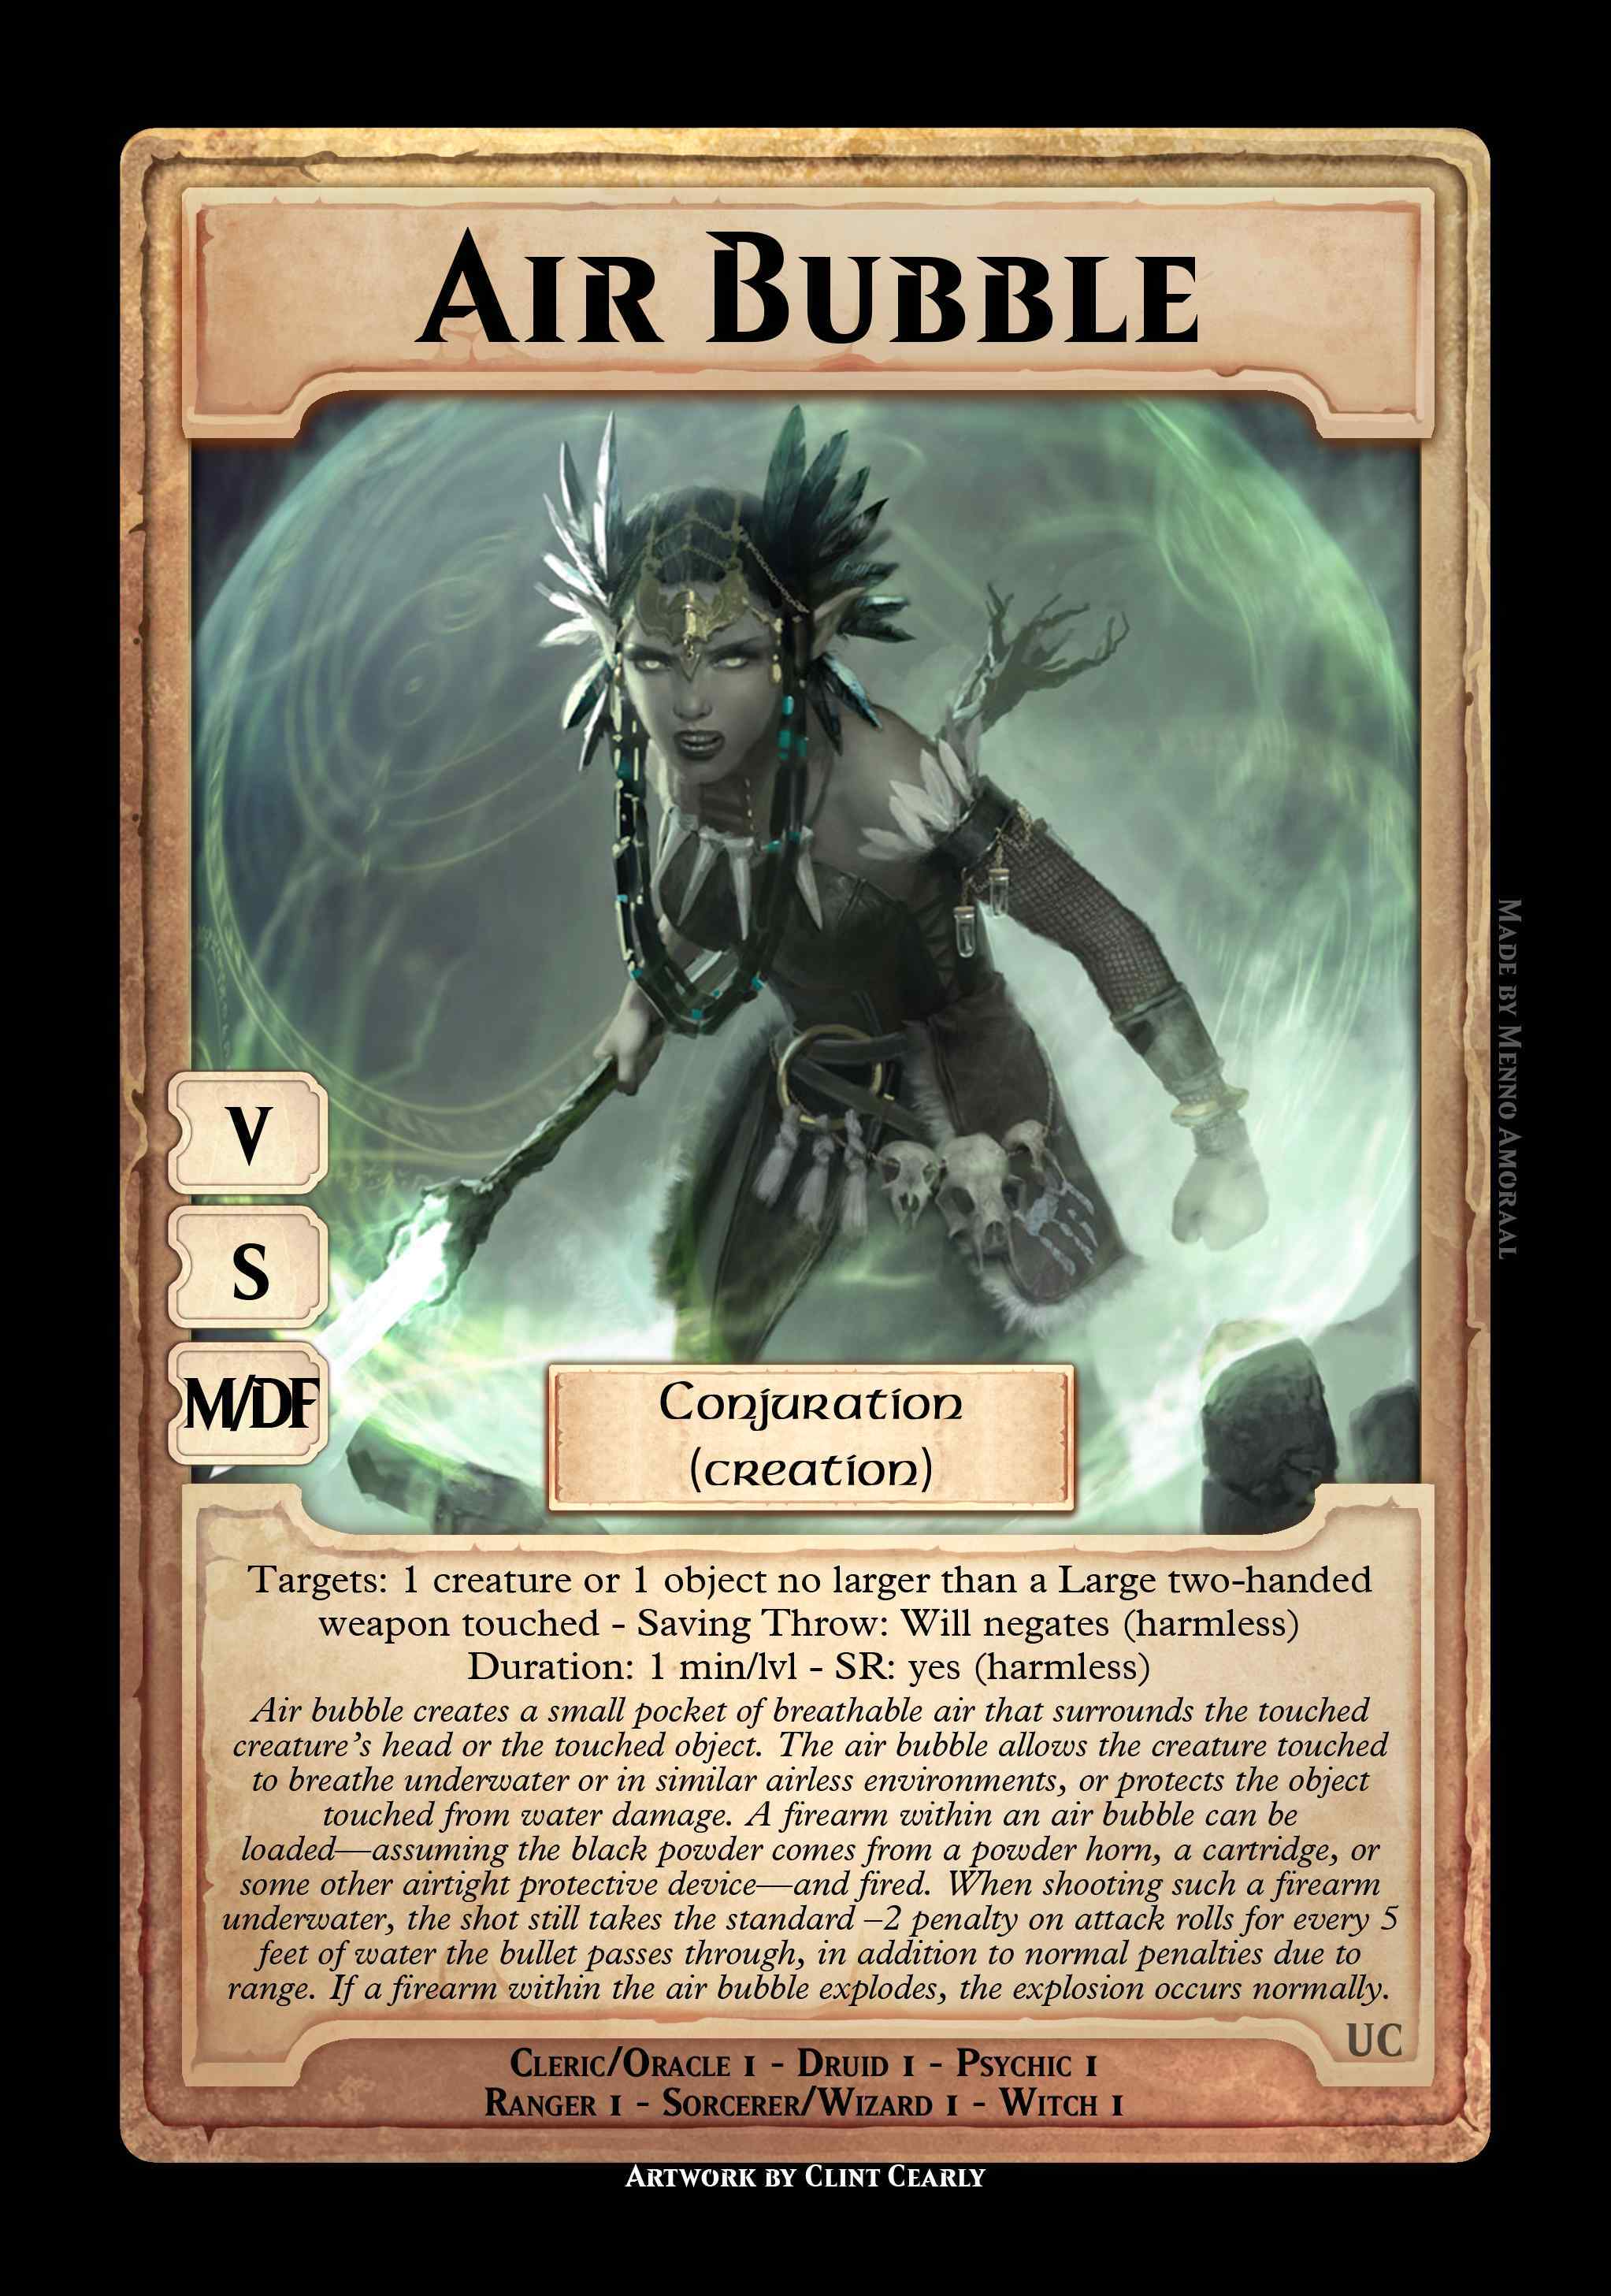 Air Bubble
V
S
M/DF
Conjuration
(creation)
Targets: 1 creature or 1 object no larger than a Large two-handed
weapon touched - Saving Throw: Will negates (harmless)
Duration: 1 min/lvl - SR: yes (harmless)
Air bubble creates a small pocket of breathable air that surrounds the touched
creature's head or the touched object. The air bubble allows the creature touched
to breathe underwater or in similar airless environments, or protects the object
touched from water damage. A firearm within an air bubble can be
loaded—assuming the black powder comes from a powder horn, a cartridge, or
some other airtight protective device—and fired. When shooting such a firearm
underwater, the shot still takes the standard –2 penalty on attack rolls for every 5
feet of water the bullet passes through, in addition to normal penalties due to
range. If a firearm within the air bubble explodes, the explosion occurs normally.
UC
Cleric/Oracle 1 - Druid 1 - Psychic 1
Ranger 1 - Sorcerer/Wizard 1 - Witch 1
Artwork by Clint Cearly
Made by Menno Amoraal